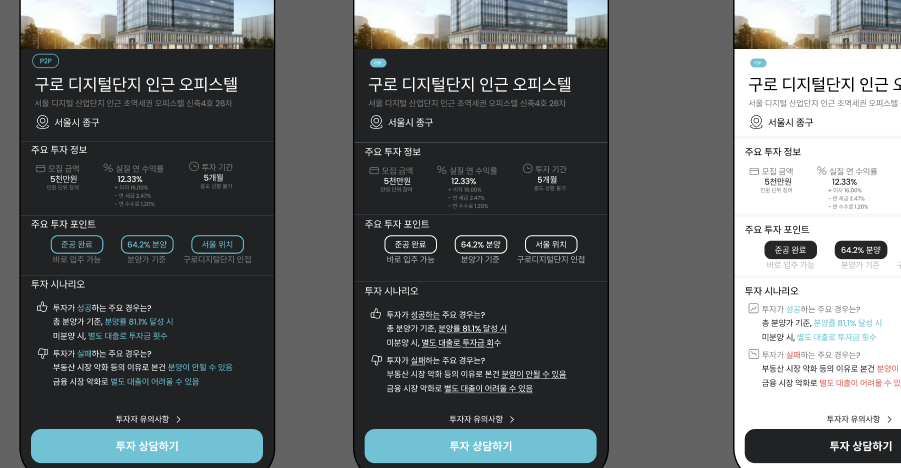 P2P
구로 디지털단지 인근 오피스텔
서울 디지털 산업단지 인근 초역세권 오피스텔 신축4호 26차
서울시 종구
주요 투자 정보
모집 금액
5천만원
만원 단위 참여
실질 연 수익률
12.33%
+ 이자 16.00%
- 연 세금 2.47%
- 연 수수료 1.20%
투자 기간
5개월
중도 상환 불가
주요 투자 포인트
준공 완료
바로 입주 가능
64.2% 분양
분양가 기준
서울 위치
구로디지털단지 인접
투자 시나리오
투자가 성공하는 주요 경우는?
총 분양가 기준, 분양률 81.1% 달성 시
미분양 시, 별도 대출로 투자금 횟수
투자가 실패하는 주요 경우는?
부동산 시장 악화 등의 이유로 본건 분양이 안될 수 있음
금융 시장 악화로 별도 대출이 어려울 수 있음
투자자 유의사항 >
투자 상담하기
P2P
구로 디지털단지 인근 오피스텔
서울 디지털 산업단지 인근 초역세권 오피스텔 신축4호 26차
서울시 종구
주요 투자 정보
모집 금액
5천만원
만원 단위 참여
실질 연 수익률
12.33%
+ 이자 16.00%
- 연 세금 2.47%
- 연 수수료 1.20%
투자 기간
5개월
중도 상환 불가
주요 투자 포인트
준공 완료
바로 입주 가능
64.2% 분양
분양가 기준
서울 위치
구로디지털단지 인접
투자 시나리오
투자가 성공하는 주요 경우는?
총 분양가 기준, 분양률 81.1% 달성 시
미분양 시, 별도 대출로 투자금 회수
투자가 실패하는 주요 경우는?
부동산 시장 악화 등의 이유로 본건 분양이 안될 수 있음
금융 시장 악화로 별도 대출이 어려울 수 있음
투자자 유의사항 >
투자 상담하기
P2P
구로 디지털단지 인근
서울 디지털 산업단지 인근 초역세권 오피스텔
서울시 종구
주요 투자 정보
모집 금액
5천만원
만원 단위 참여
실질 연 수익률
12.33%
+ 이자 16.00%
- 연 세금 2.47%
- 연 수수료 1.20%
주요 투자 포인트
준공 완료
바로 입주 가능
64.2% 분양
분양가 기준
투자 시나리오
투자가 성공하는 주요 경우는?
총 분양가 기준, 분양률 81.1% 달성 시
미분양 시, 별도 대출로 투자금 횟수
투자가 실패하는 주요 경우는?
부동산 시장 악화 등의 이유로 본건 분양이
금융 시장 악화로 별도 대출이 어려울 수
투자자 유의사항 >
투자 상담하기